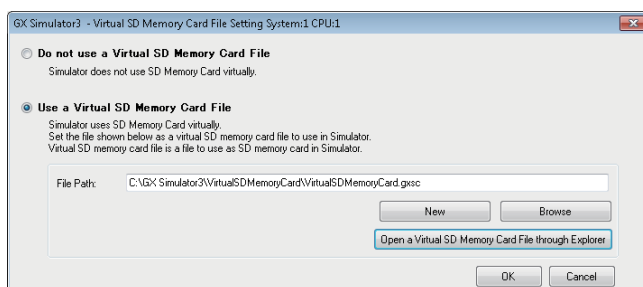 GX Simulator3 - Virtual SD Memory Card File Setting System:1 CPU:1
Do not use a Virtual SD Memory Card File
Simulator does not use SD Memory Card virtually.
Use a Virtual SD Memory Card File
Simulator uses SD Memory Card virtually.
Set the file shown below as a virtual SD memory card file to use in Simulator.
Virtual SD memory card file is a file to use as SD memory card in Simulator.
File Path: C:\GX Simulator3\VirtualSDMemoryCard\VirtualSDMemoryCard.gxsc
New Browse
Open a Virtual SD Memory Card File through Explorer
OK Cancel